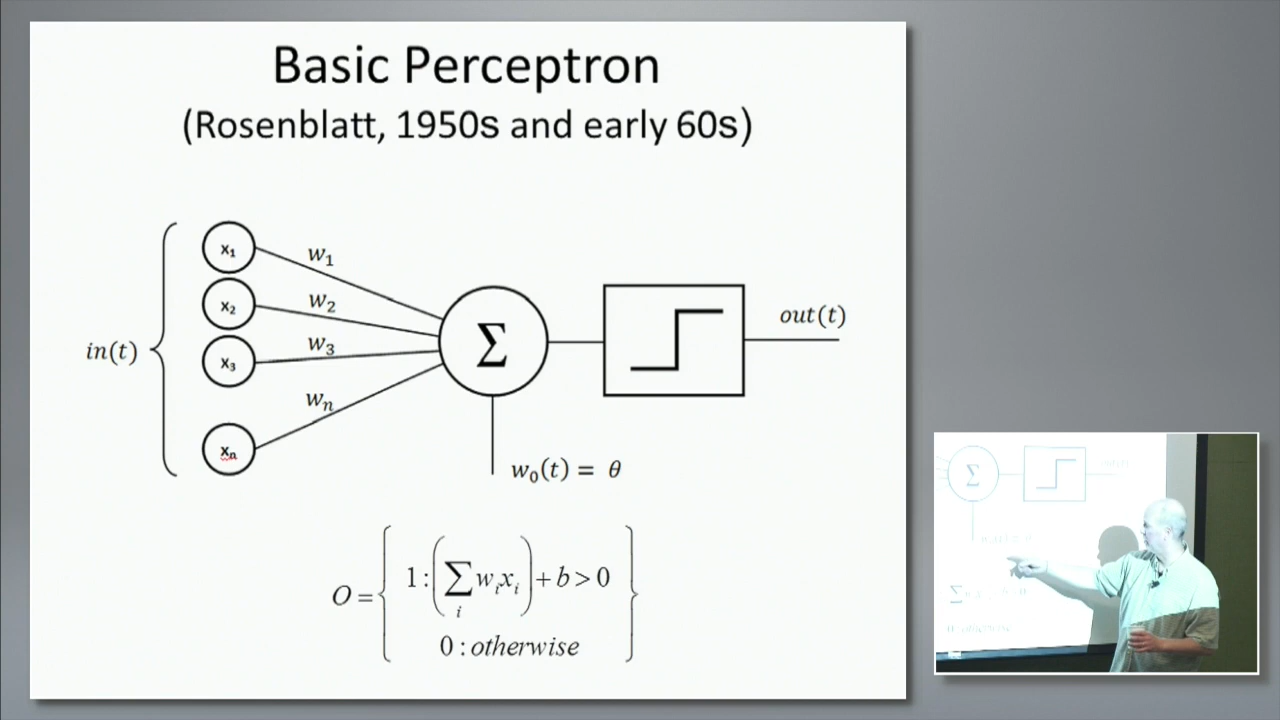 Basic Perceptron
(Rosenblatt, 1950s and early 60s)
x₁
w₁
x₂
w₂
in(t)
x₃
w₃
wₙ
xₙ
Σ
out(t)
w₀(t) = θ
O = { 1 : (∑ᵢ wᵢxᵢ) + b > 0
0 : otherwise }
Σ